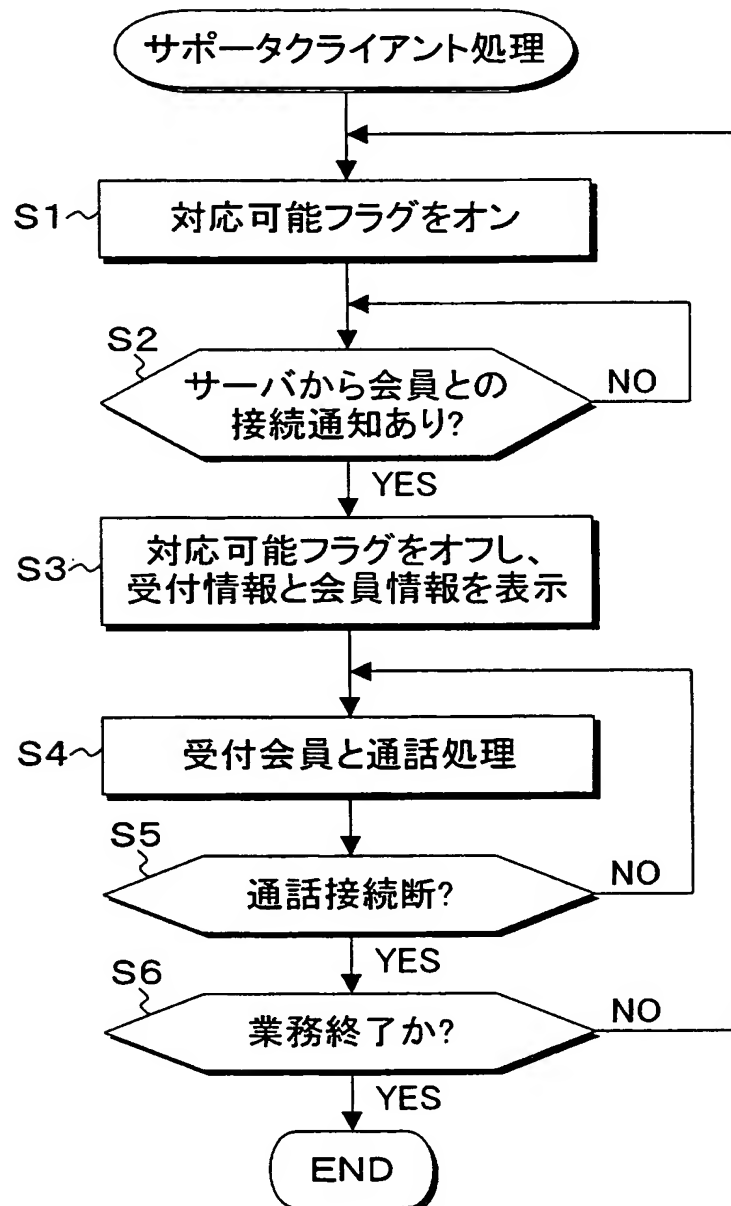 サポータクライアント処理
S1
対応可能フラグをオン
S2
サーバから会員との
接続通知あり?
NO
YES
S3
対応可能フラグをオフし、
受付情報と会員情報を表示
S4
受付会員と通話処理
S5
通話接続断?
NO
YES
S6
業務終了か?
NO
YES
END